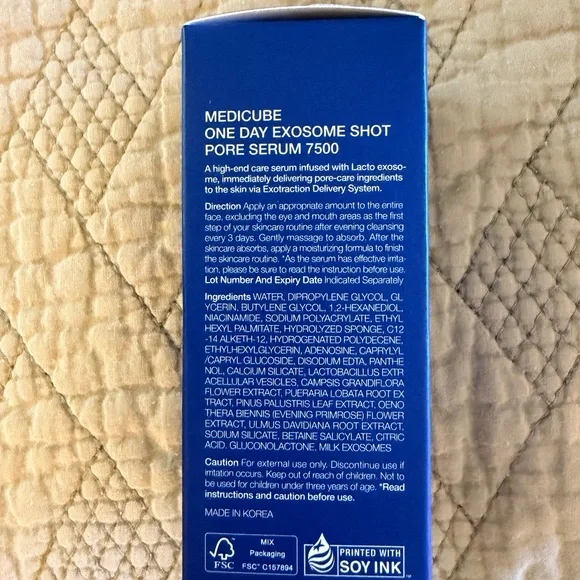 MEDICUBE
ONE DAY EXOSOME SHOT
PORE SERUM 7500
A high-end care serum infused with Lacto exoso-
me, immediately delivering pore-care ingredients
to the skin via Exotraction Delivery System.
Direction Apply an appropriate amount to the entire
face, excluding the eye and mouth areas as the first
step of your skincare routine after evening cleansing
every 3 days. Gently massage to absorb. After the
skincare absorbs, apply a moisturizing formula to finish
the skincare routine. *As the serum has effective irrita-
tion, please be sure to read the instruction before use.
Lot Number And Expiry Date Indicated Separately
Ingredients WATER, DIPROPYLENE GLYCOL, GL
YCERIN, BUTYLENE GLYCOL, 1,2-HEXANEDIOL,
NIACINAMIDE, SODIUM POLYACRYLATE, ETHYL
HEXYL PALMITATE, HYDROLYZED SPONGE, C12
-14 ALKETH-12, HYDROGENATED POLYDECENE,
ETHYLHEXYLGLYCERIN, ADENOSINE, CAPRYLYL
/CAPRYL GLUCOSIDE, DISODIUM EDTA, PANTHE
NOL, CALCIUM SILICATE, LACTOBACILLUS EXTR
ACELLULAR VESICLES, CAMPSIS GRANDIFLORA
FLOWER EXTRACT, PUERARIA LOBATA ROOT EX
TRACT, PINUS PALUSTRIS LEAF EXTRACT, OENO
THERA BIENNIS (EVENING PRIMROSE) FLOWER
EXTRACT, ULMUS DAVIDIANA ROOT EXTRACT,
SODIUM SILICATE, BETAINE SALICYLATE, CITRIC
ACID, GLUCONOLACTONE, MILK EXOSOMES
Caution For external use only. Discontinue use if
irritation occurs. Keep out of reach of children. Not to
be used for children under three years of age. *Read
instructions and caution before use.
MADE IN KOREA
FSC
MIX
Packaging
FSC™ C157894
PRINTED WITH
SOY INK™